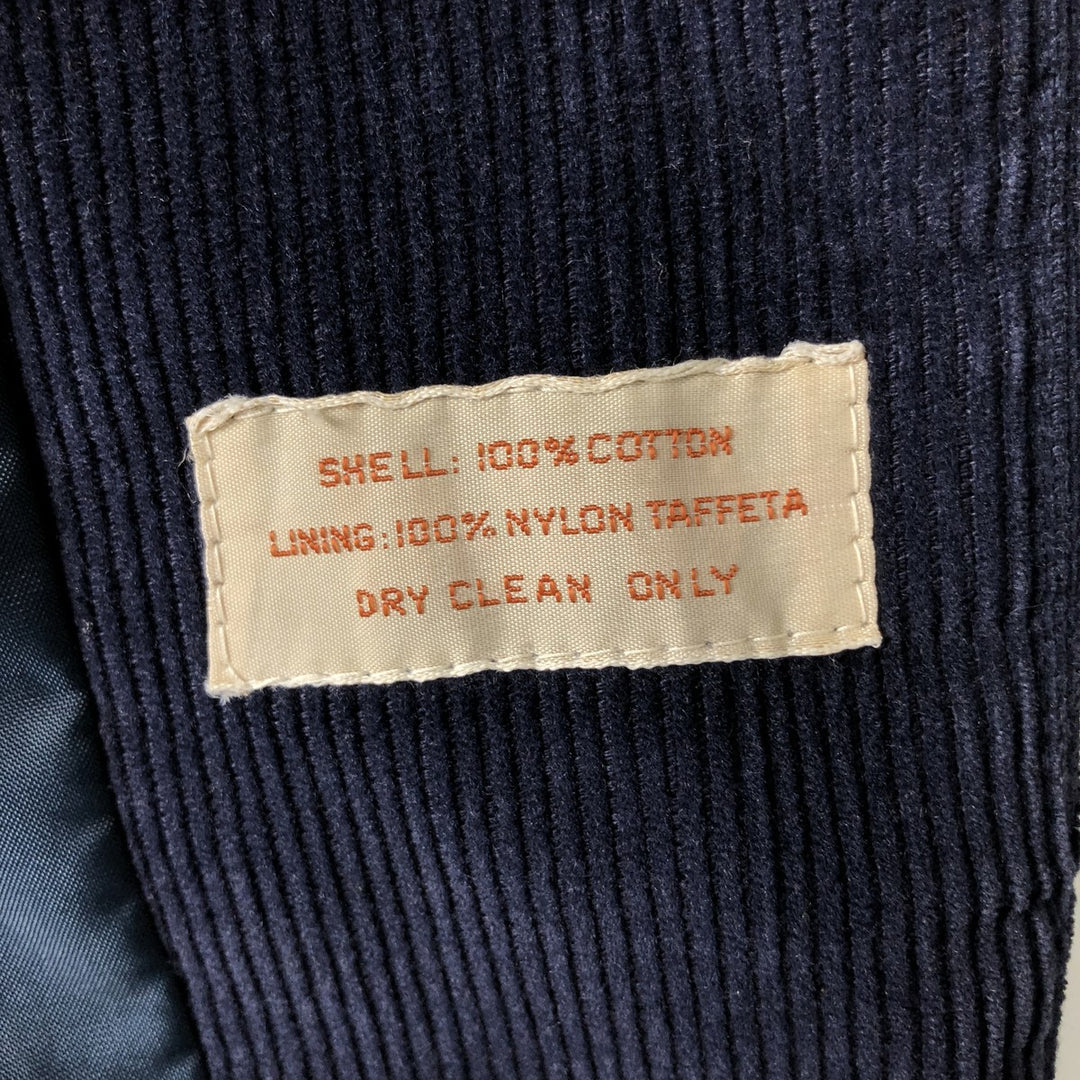 SHELL: 100% COTTON
LINING: 100% NYLON TAFFETA
DRY CLEAN ONLY